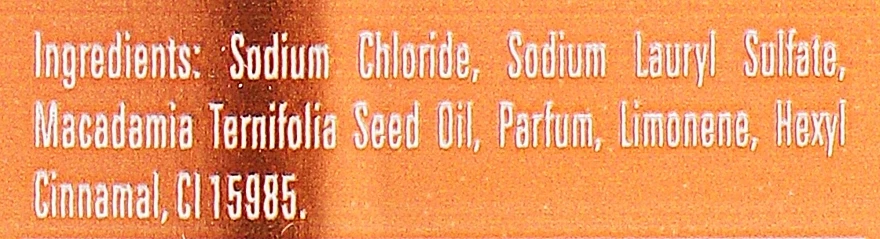 Ingredients: Sodium Chloride, Sodium Lauryl Sulfate,
Macadamia Ternifolia Seed Oil, Parfum, Limonene, Hexyl
Cinnamal, CI 15985.